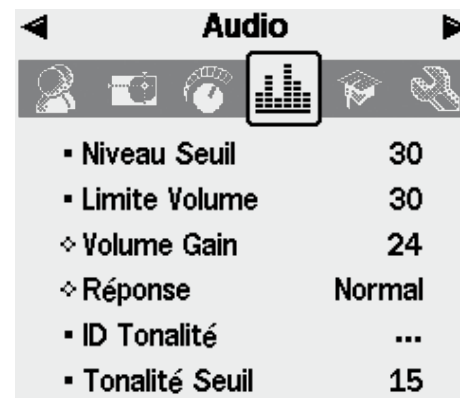 Audio
Niveau Seuil 30
Limite Volume 30
Volume Gain 24
Réponse Normal
ID Tonalité ...
Tonalité Seuil 15